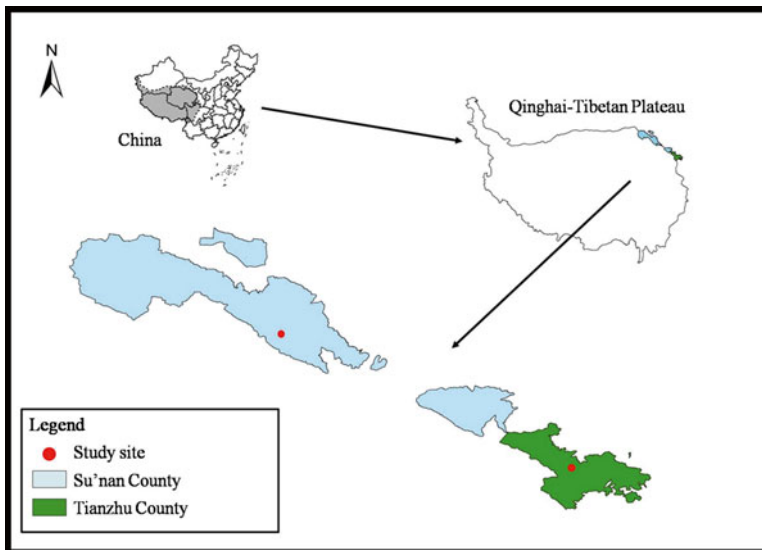 N
China
Qinghai-Tibetan Plateau
Legend
Study site
Su'nan County
Tianzhu County